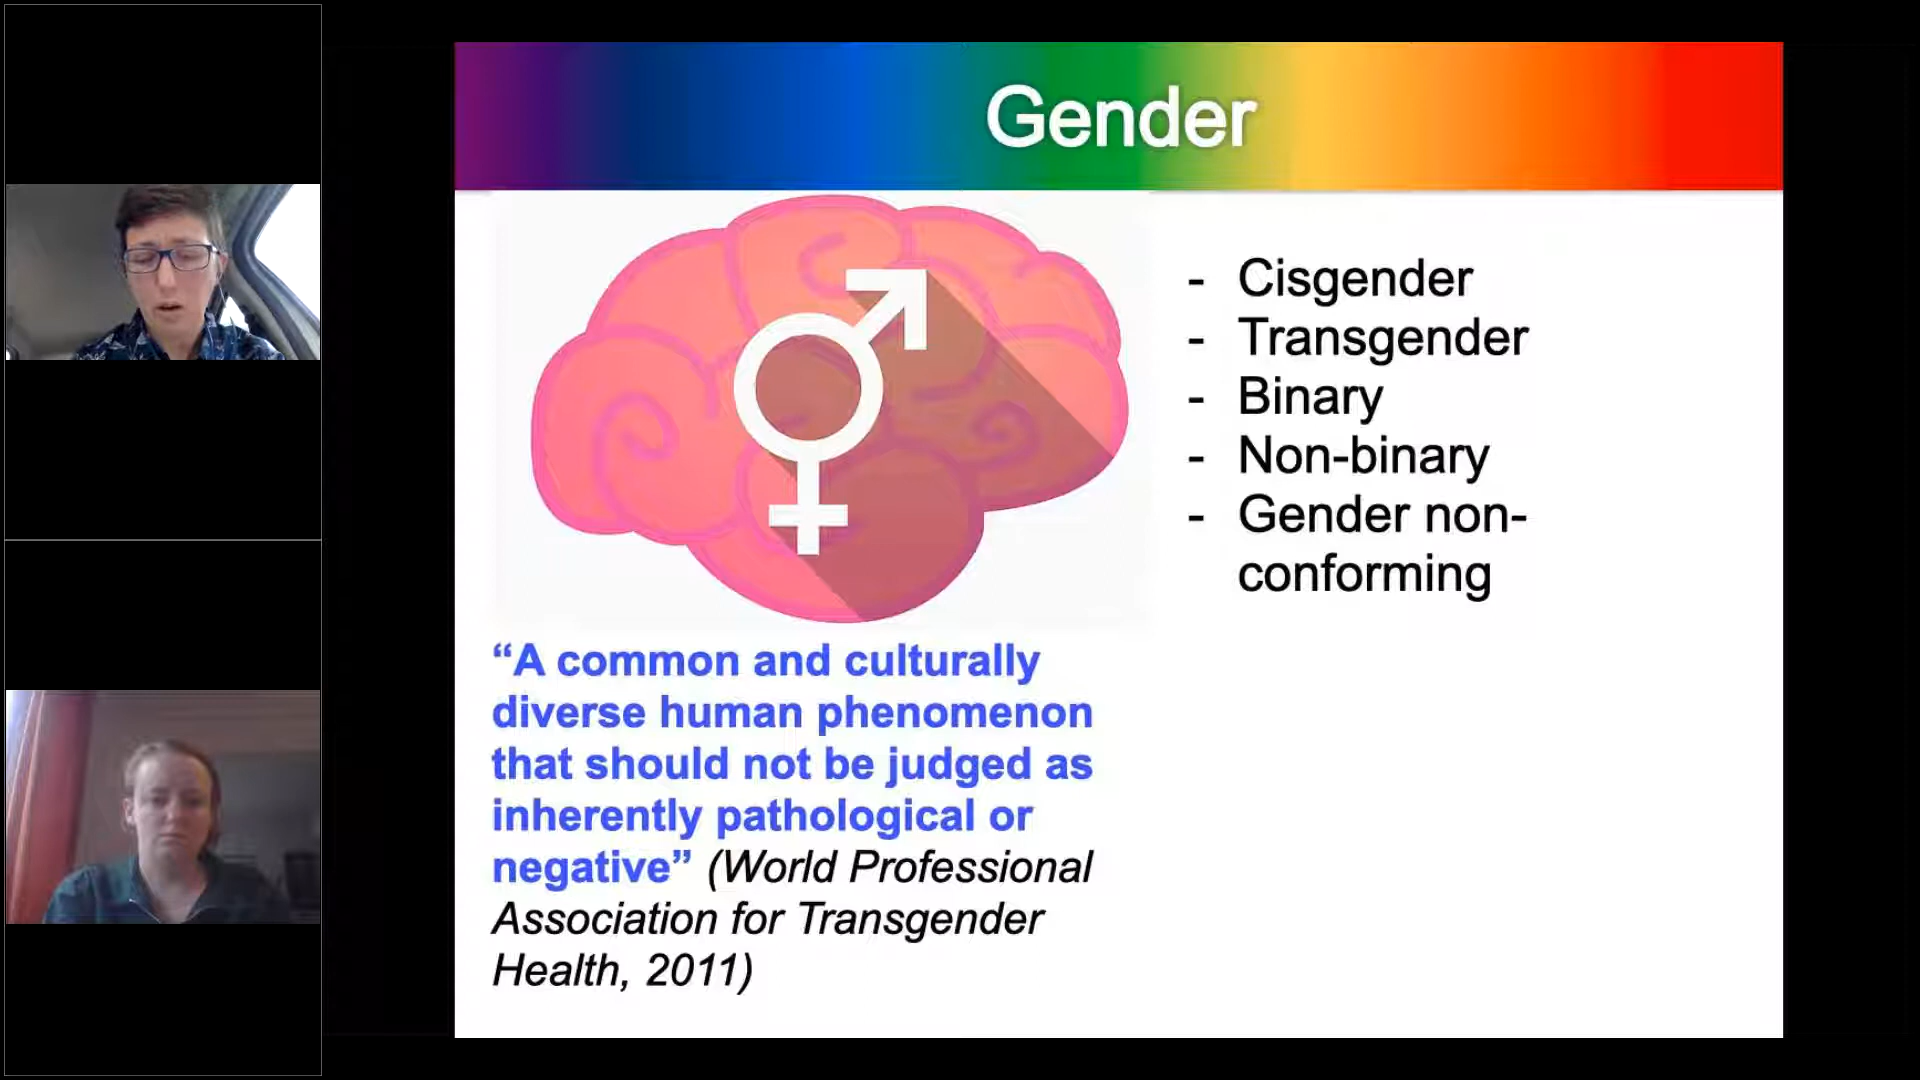 Gender
- Cisgender
- Transgender
- Binary
- Non-binary
- Gender non-
conforming
“A common and culturally
diverse human phenomenon
that should not be judged as
inherently pathological or
negative” (World Professional
Association for Transgender
Health, 2011)